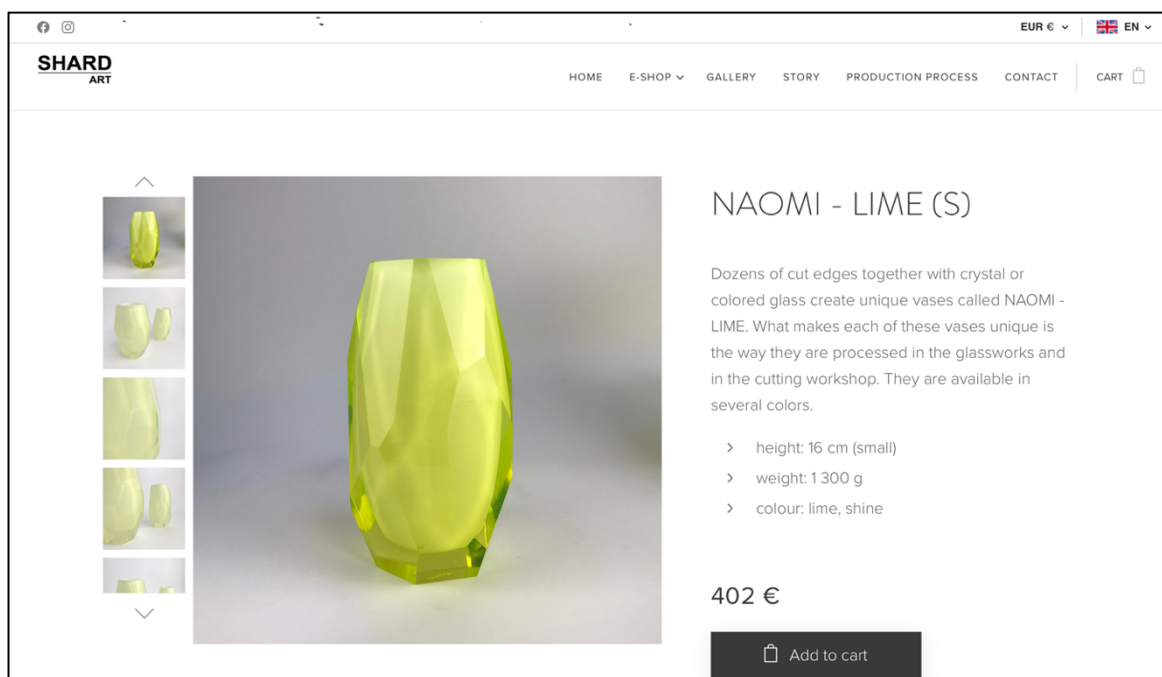 EUR € EN
SHARD
ART
HOME E-SHOP GALLERY STORY PRODUCTION PROCESS CONTACT CART
NAOMI - LIME (S)
Dozens of cut edges together with crystal or
colored glass create unique vases called NAOMI -
LIME. What makes each of these vases unique is
the way they are processed in the glassworks and
in the cutting workshop. They are available in
several colors.
height: 16 cm (small)
weight: 1 300 g
colour: lime, shine
402 €
Add to cart